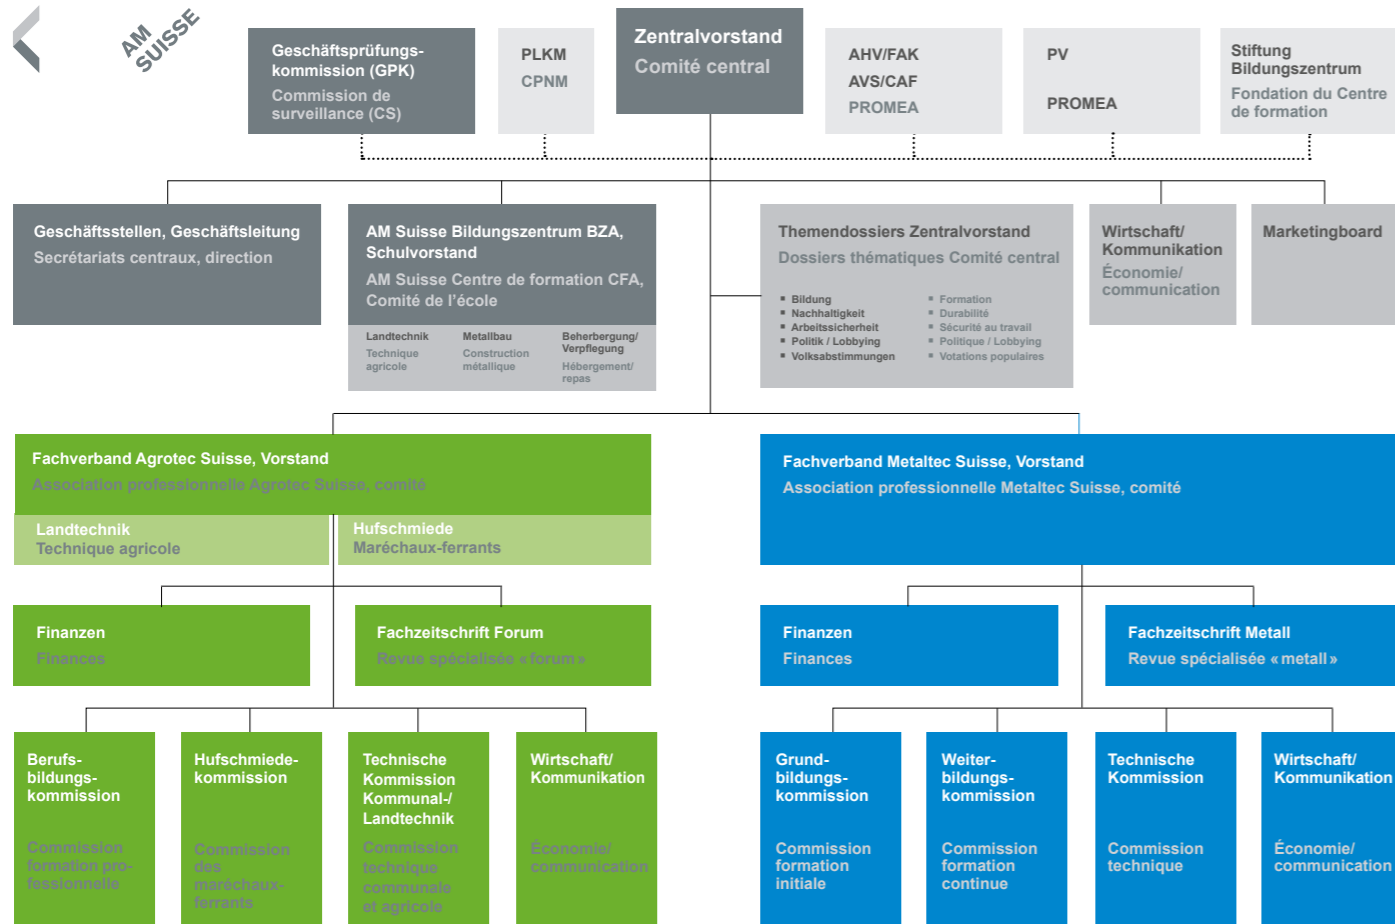 AM
SUISSE
Geschäftsprüfungs-
kommission (GPK)
Commission de
surveillance (CS)
PLKM
CPNM
Zentralvorstand
Comité central
AHV/FAK
AVS/CAF
PROMEA
PV
PROMEA
Stiftung
Bildungszentrum
Fondation du Centre
de formation
Geschäftsstellen, Geschäftsleitung
Secrétariats centraux, direction
AM Suisse Bildungszentrum BZA,
Schulvorstand
AM Suisse Centre de formation CFA,
Comité de l’école
Landtechnik
Technique
agricole
Metallbau
Construction
métallique
Beherbergung/
Verpflegung
Hébergement/
repas
Themendossiers Zentralvorstand
Dossiers thématiques Comité central
▪ Bildung
▪ Nachhaltigkeit
▪ Arbeitssicherheit
▪ Politik / Lobbying
▪ Volksabstimmungen
▪ Formation
▪ Durabilité
▪ Sécurité au travail
▪ Politique / Lobbying
▪ Votations populaires
Wirtschaft/
Kommunikation
Économie/
communication
Marketingboard
Fachverband Agrotec Suisse, Vorstand
Association professionnelle Agrotec Suisse, comité
Landtechnik
Technique agricole
Hufschmiede
Maréchaux-ferrants
Fachverband Metaltec Suisse, Vorstand
Association professionnelle Metaltec Suisse, comité
Finanzen
Finances
Fachzeitschrift Forum
Revue spécialisée «forum»
Finanzen
Finances
Fachzeitschrift Metall
Revue spécialisée «metall»
Berufs-
bildungs-
kommission
Commission
formation pro-
fessionnelle
Hufschmiede-
kommission
Commission
des
maréchaux-
ferrants
Technische
Kommission
Kommunal-/
Landtechnik
Commission
technique
communale
et agricole
Wirtschaft/
Kommunikation
Économie/
communication
Grund-
bildungs-
kommission
Commission
formation
initiale
Weiter-
bildungs-
kommission
Commission
formation
continue
Technische
Kommission
Commission
technique
Wirtschaft/
Kommunikation
Économie/
communication